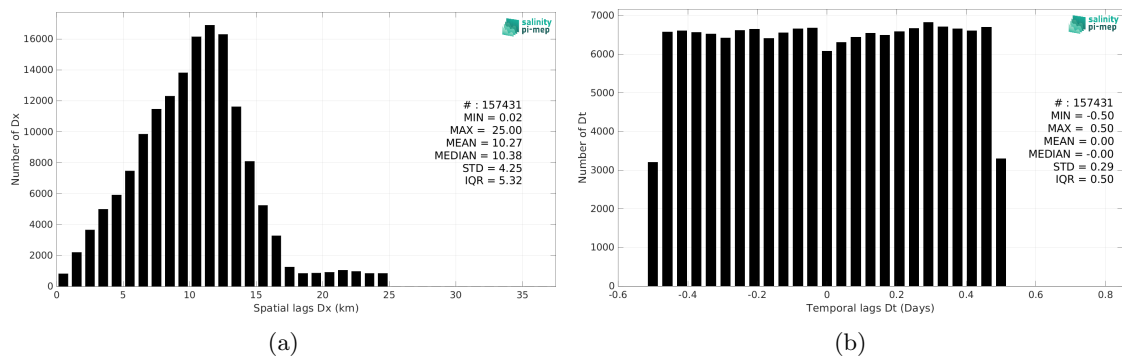 salinity
pi-mep
Number of Dx
16000
14000
12000
10000
8000
6000
4000
2000
0
# : 157431
MIN = 0.02
MAX = 25.00
MEAN = 10.27
MEDIAN = 10.38
STD = 4.25
IQR = 5.32
0 5 10 15 20 25 30 35
Spatial lags Dx (km)
(a)
salinity
pi-mep
Number of Dt
7000
6000
5000
4000
3000
2000
1000
0
# : 157431
MIN = -0.50
MAX = 0.50
MEAN = 0.00
MEDIAN = -0.00
STD = 0.29
IQR = 0.50
-0.6 -0.4 -0.2 0 0.2 0.4 0.6 0.8
Temporal lags Dt (Days)
(b)